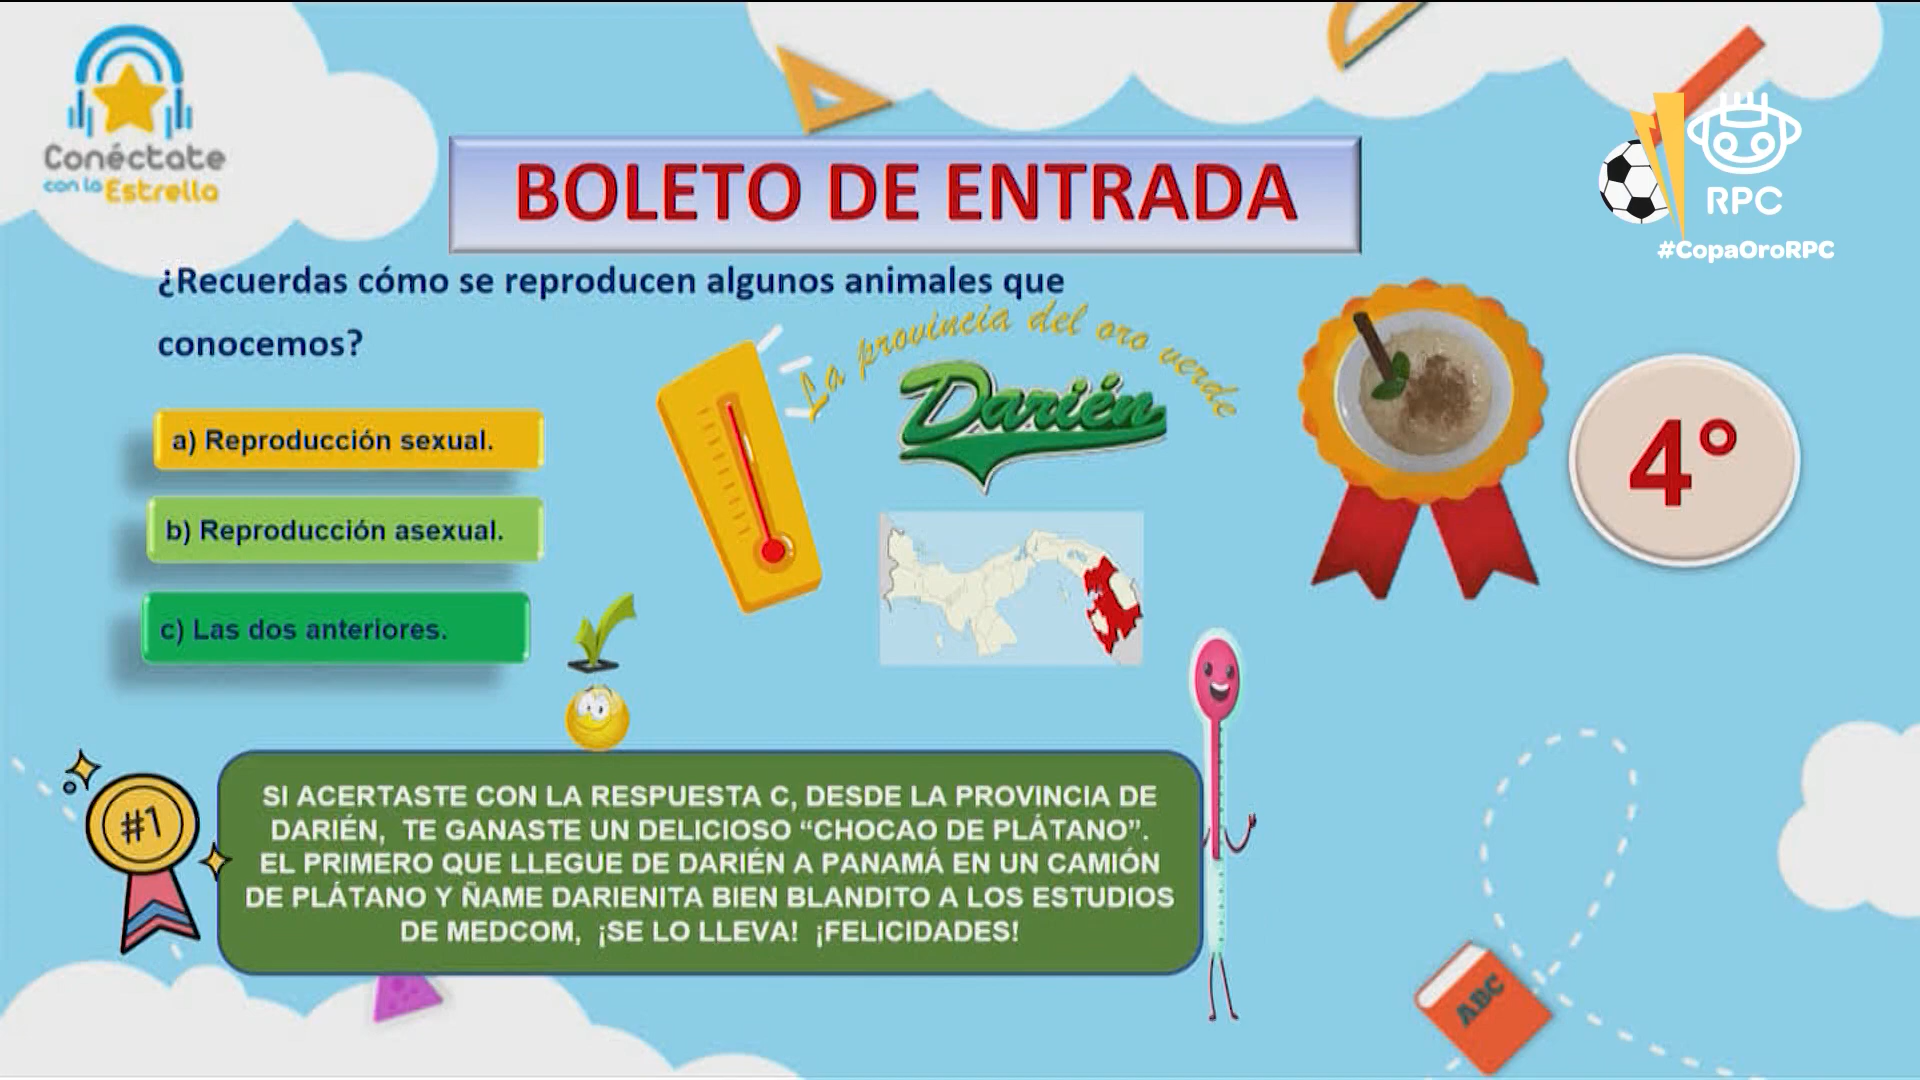 Conéctate
con la Estrella
BOLETO DE ENTRADA
RPC
#CopaOroRPC
¿Recuerdas cómo se reproducen algunos animales que
conocemos?
La provincia del oro verde
Darién
a) Reproducción sexual.
b) Reproducción asexual.
c) Las dos anteriores.
4°
#1
SI ACERTASTE CON LA RESPUESTA C, DESDE LA PROVINCIA DE
DARIÉN, TE GANASTE UN DELICIOSO “CHOCAO DE PLÁTANO”.
EL PRIMERO QUE LLEGUE DE DARIÉN A PANAMÁ EN UN CAMIÓN
DE PLÁTANO Y ÑAME DARIENITA BIEN BLANDITO A LOS ESTUDIOS
DE MEDCOM, ¡SE LO LLEVA! ¡FELICIDADES!
ABC